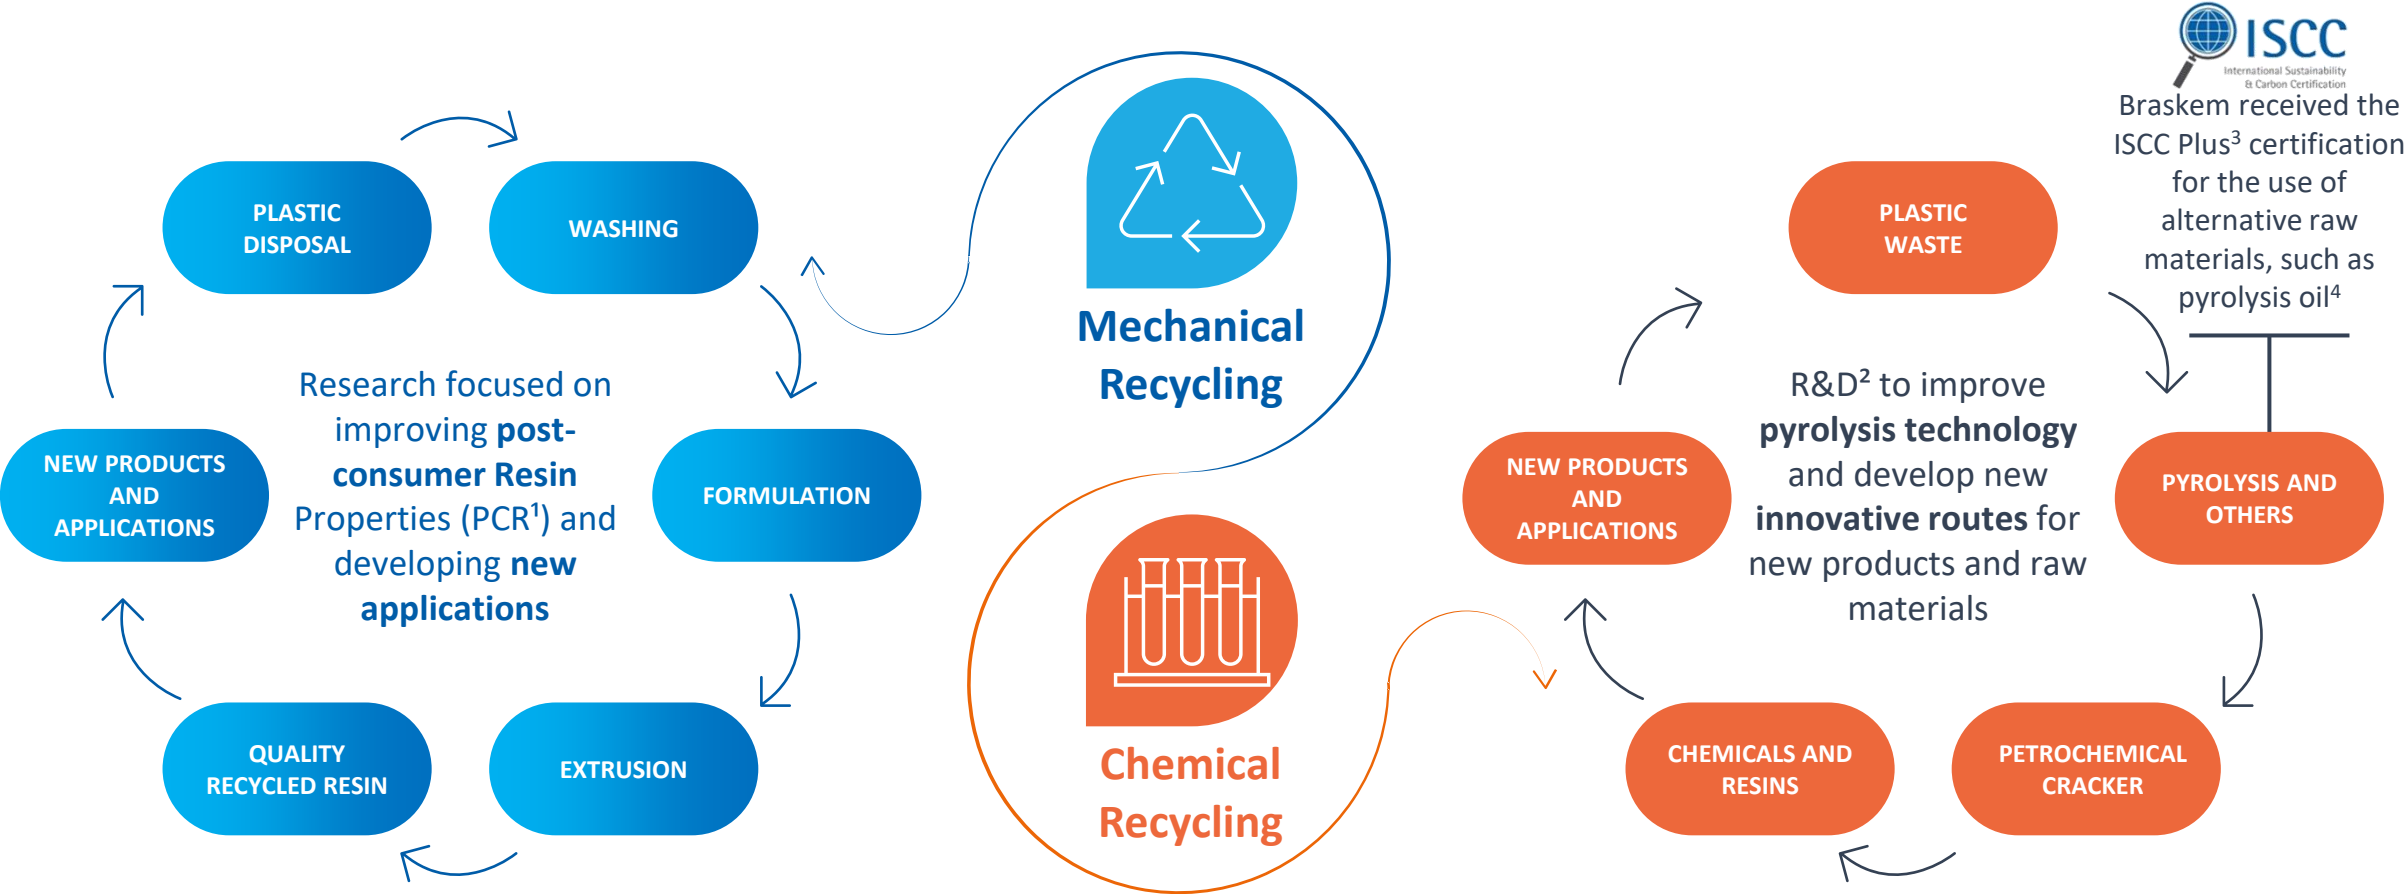 PLASTIC
DISPOSAL
WASHING
FORMULATION
EXTRUSION
QUALITY
RECYCLED RESIN
NEW PRODUCTS
AND
APPLICATIONS
Research focused on
improving post-
consumer Resin
Properties (PCR¹) and
developing new
applications
Mechanical
Recycling
Chemical
Recycling
ISCC
International Sustainability
& Carbon Certification
Braskem received the
ISCC Plus³ certification
for the use of
alternative raw
materials, such as
pyrolysis oil⁴
PLASTIC
WASTE
PYROLYSIS AND
OTHERS
PETROCHEMICAL
CRACKER
CHEMICALS AND
RESINS
NEW PRODUCTS
AND
APPLICATIONS
R&D² to improve
pyrolysis technology
and develop new
innovative routes for
new products and raw
materials